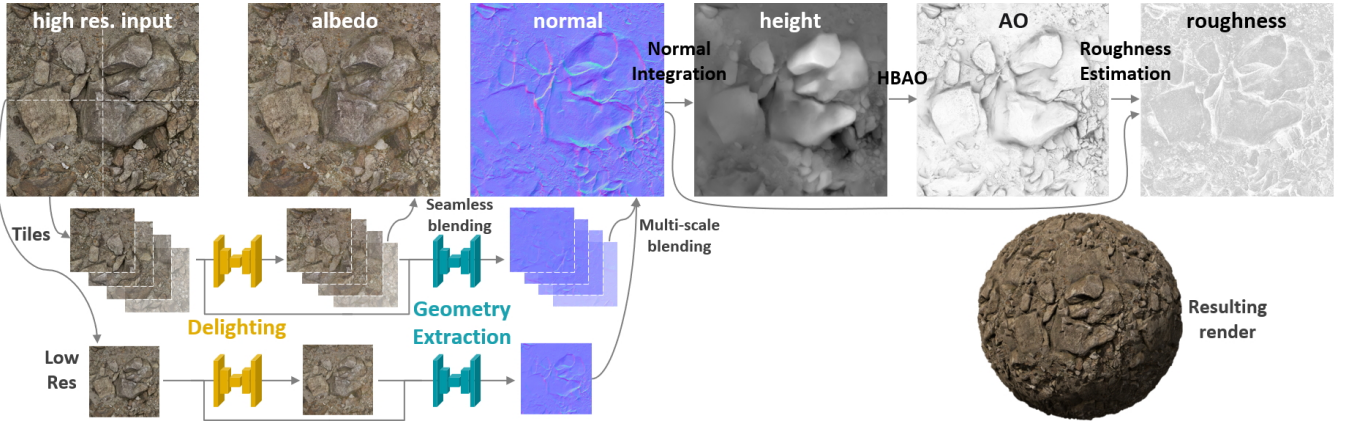 high res. input
albedo
normal
height
AO
roughness
Normal
Integration
HBAO
Roughness
Estimation
Tiles
Seamless
blending
Multi-scale
blending
Delighting
Geometry
Extraction
Low
Res
Resulting
render